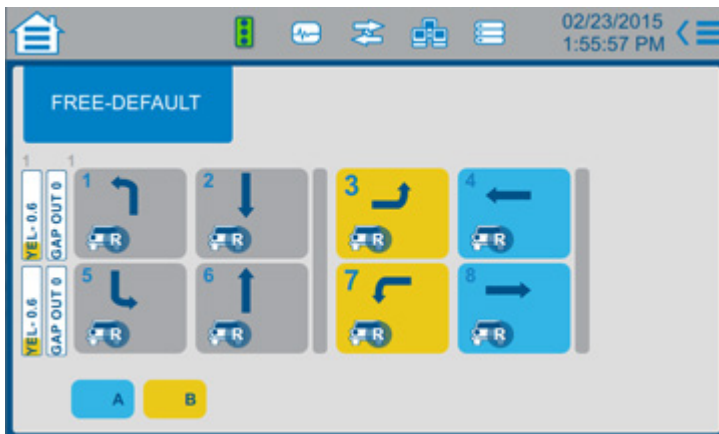 02/23/2015
1:55:57 PM
FREE-DEFAULT
1 1
YEL- 0.6
GAP OUT 0
1 R
2 R
3 R
4 R
YEL- 0.6
GAP OUT 0
5 R
6 R
7 R
8 R
A B